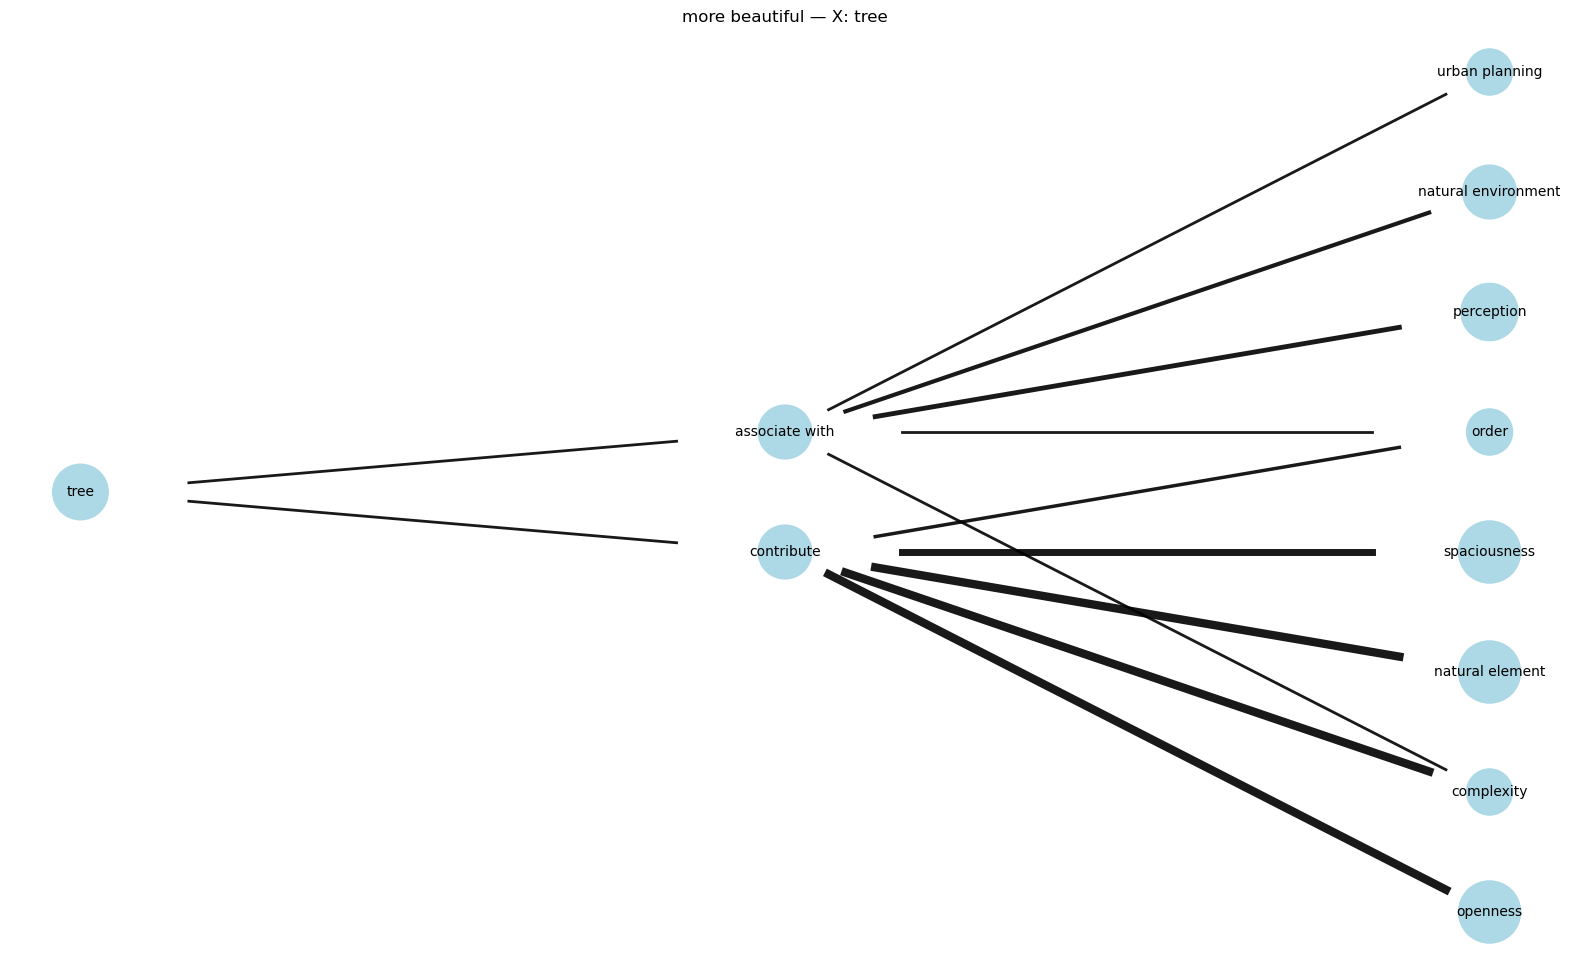 more beautiful — X: tree
urban planning
natural environment
perception
associate with
order
tree
contribute
spaciousness
natural element
complexity
openness